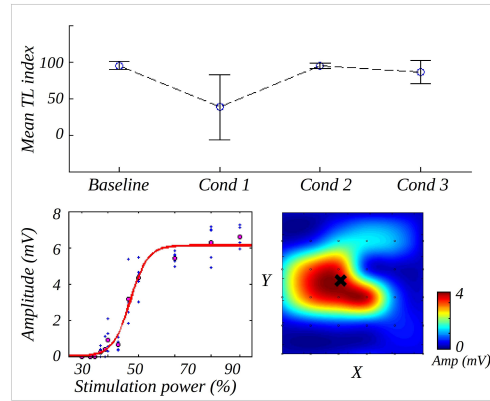 Mean TL index
100
50
0
Baseline Cond 1 Cond 2 Cond 3
Amplitude (mV)
8
6
4
2
0
30 50 70 90
Stimulation power (%)
Y
X
4
0
Amp (mV)